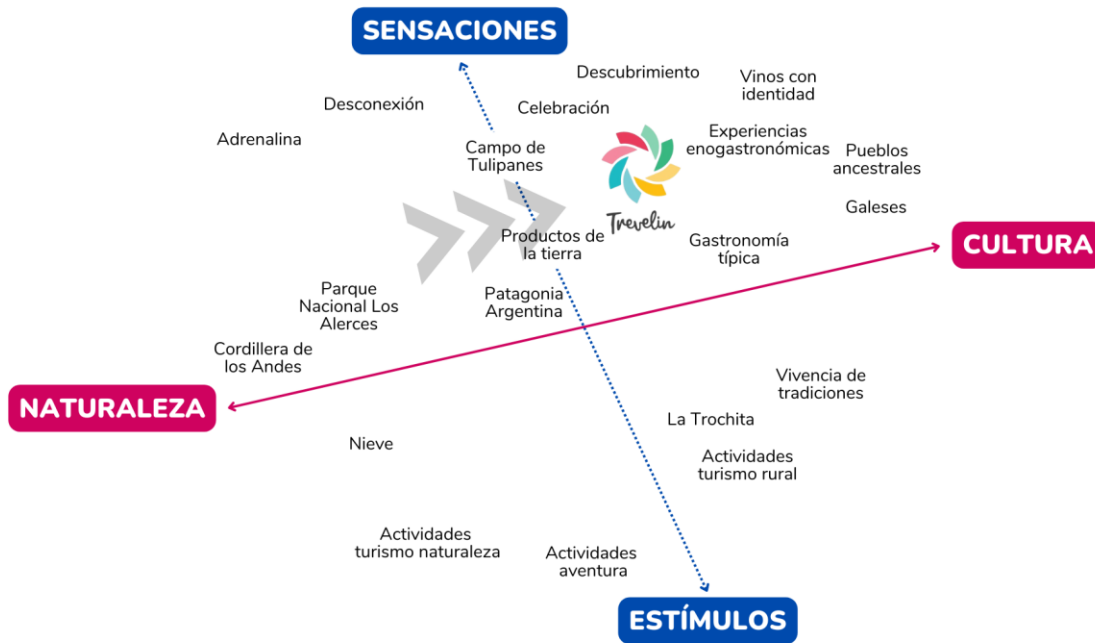 SENSACIONES
Descubrimiento
Vinos con
identidad
Desconexión
Celebración
Adrenalina
Experiencias
enogastronómicas
Campo de
Tulipanes
Pueblos
ancestrales
Galeses
Trevelin
Productos de
la tierra
Gastronomía
típica
CULTURA
Parque
Nacional Los
Alerces
Patagonia
Argentina
Cordillera de
los Andes
NATURALEZA
Vivencia de
tradiciones
La Trochita
Nieve
Actividades
turismo rural
Actividades
turismo naturaleza
Actividades
aventura
ESTÍMULOS